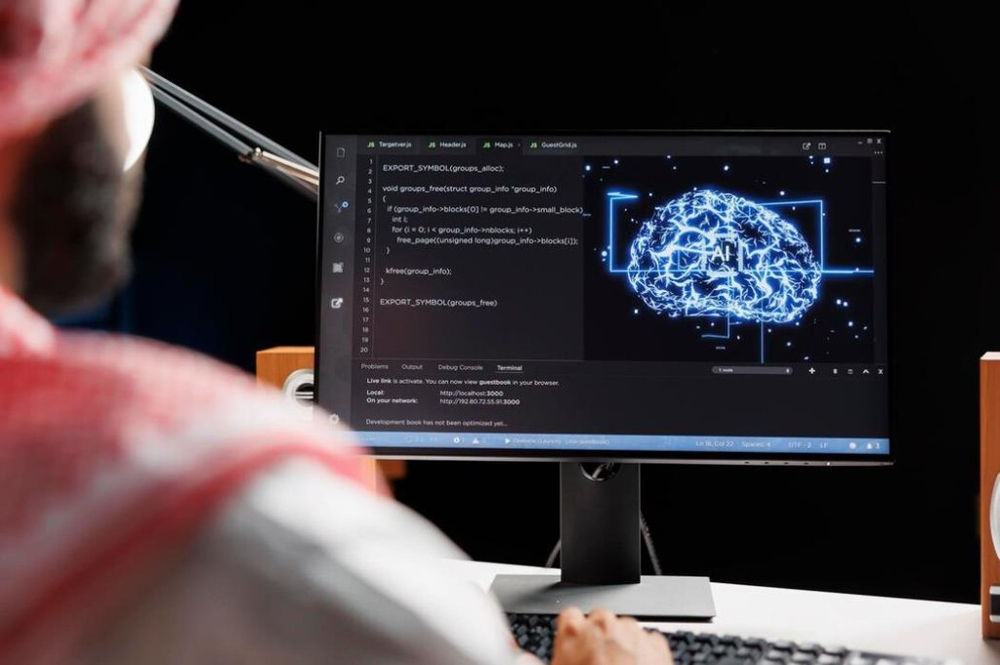 JS Targetver.js JS Header.js JS Map.js JS GuestGrid.js
1
2
3
4
5
6
7
8
9
10
11
12
13
14
15
16
17
18
19
20
EXPORT_SYMBOL(groups_alloc);
void groups_free(struct group_info *group_info)
{
if (group_info->blocks[0] != group_info->small_block)
int i;
for (i = 0; i < group_info->nblocks; i++)
free_page((unsigned long)group_info->blocks[i]);
}
kfree(group_info);
}
EXPORT_SYMBOL(groups_free)
AI
Problems Output Debug Console Terminal
1: node
Live link is activate. You can now view guestbook in your browser.
Local: http://localhost:3000
On your network: http://192.80.72.55.91:3000
Development book has not been optimized yet...
Ln 18, Col 22 Spaces: 4 UTF - 2 LF